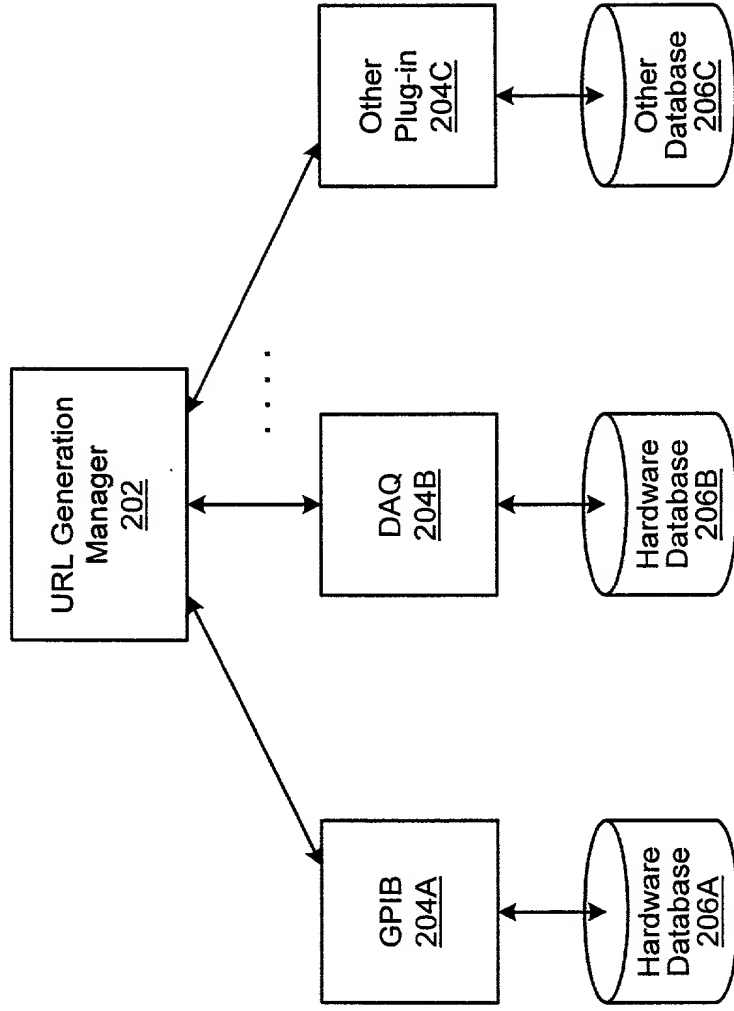 URL Generation
Manager
202
GPIB
204A
DAQ
204B
. . . .
Other
Plug-in
204C
Hardware
Database
206A
Hardware
Database
206B
Other
Database
206C